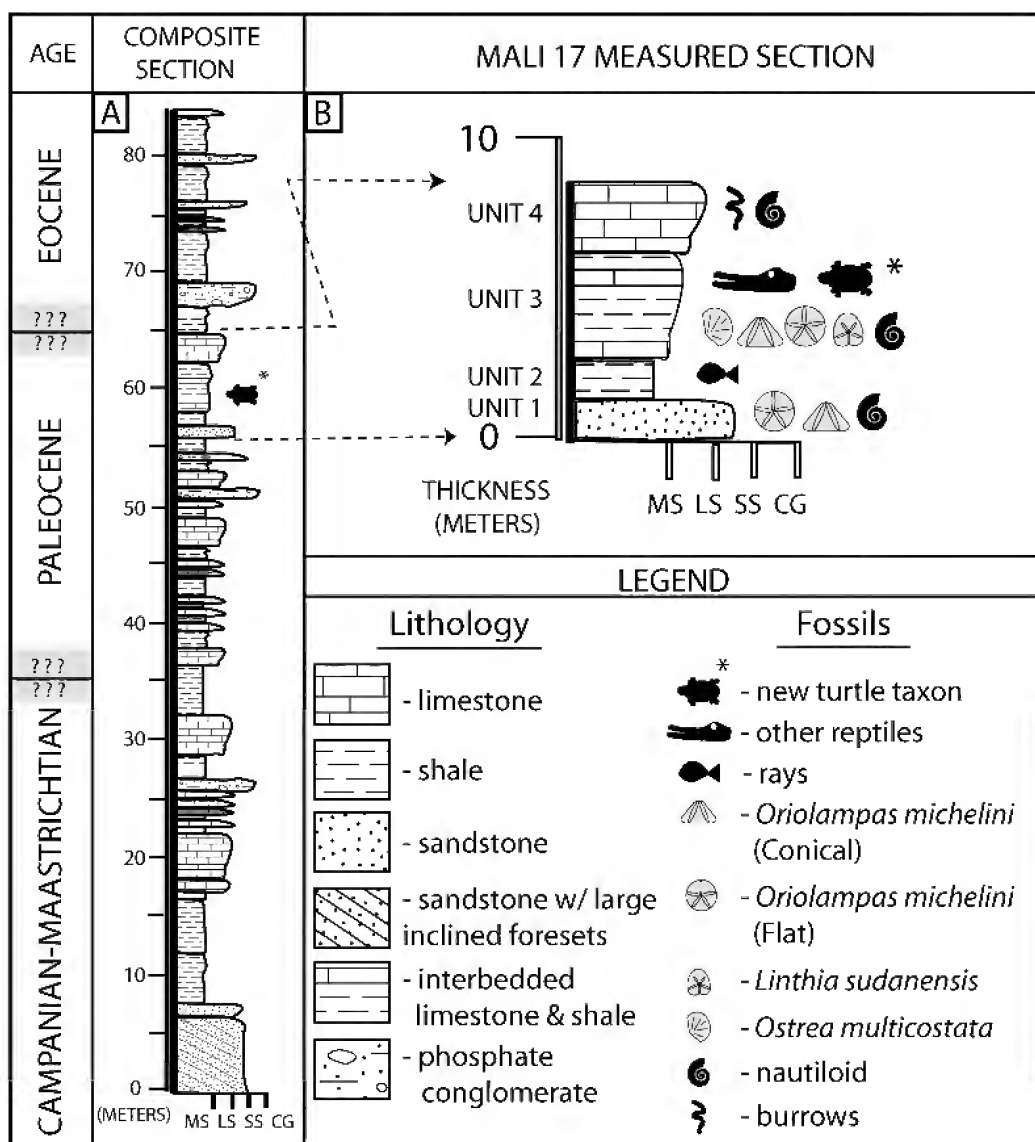 AGE
COMPOSITE
SECTION
MALI 17 MEASURED SECTION
EOCENE
PALEOCENE
CAMPANIAN-MAASTRICHTIAN
???
???
???
???
A
80
70
60
*
50
40
30
20
10
0
(METERS)
MS LS SS CG
B
10
UNIT 4
UNIT 3
*
UNIT 2
UNIT 1
0
THICKNESS
(METERS)
MS LS SS CG
LEGEND
Lithology
- limestone
- shale
- sandstone
- sandstone w/ large
inclined foresets
- interbedded
limestone & shale
- phosphate
conglomerate
Fossils
*
- new turtle taxon
- other reptiles
- rays
- Oriolampas michelini
(Conical)
- Oriolampas michelini
(Flat)
- Linthia sudanensis
- Ostrea multicostata
- nautiloid
- burrows